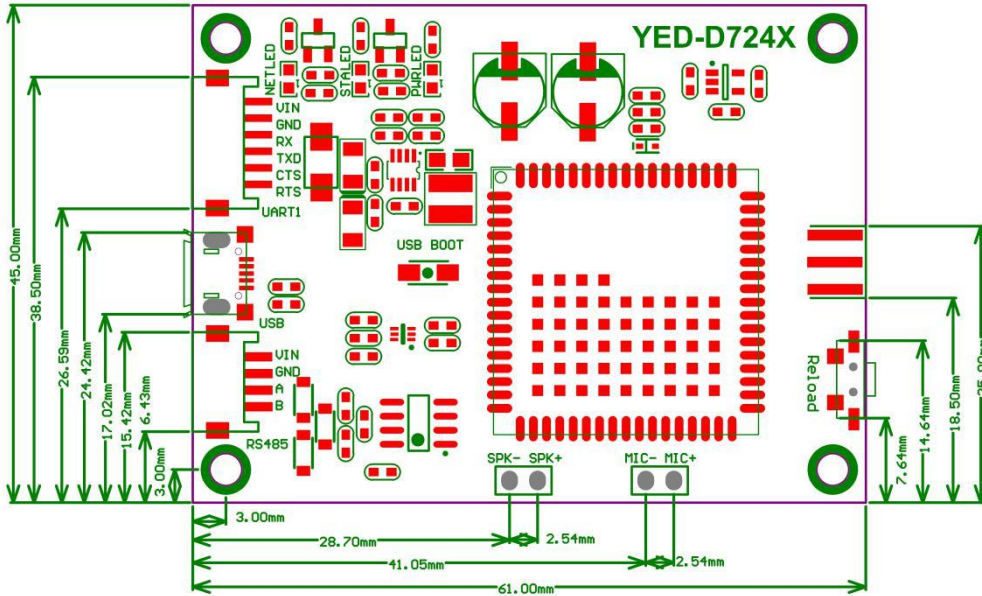 YED-D724X
NETLED
STALED
PWRLED
VIN
GND
RX
TXD
CTS
RTS
UART1
USB BOOT
USB
VIN
GND
A
B
RS485
Reload
SPK- SPK+
MIC- MIC+
45.00mm
38.50mm
26.59mm
24.42mm
17.02mm
15.42mm
6.43mm
3.00mm
3.00mm
28.70mm
2.54mm
41.05mm
2.54mm
61.00mm
7.64mm
14.64mm
18.50mm